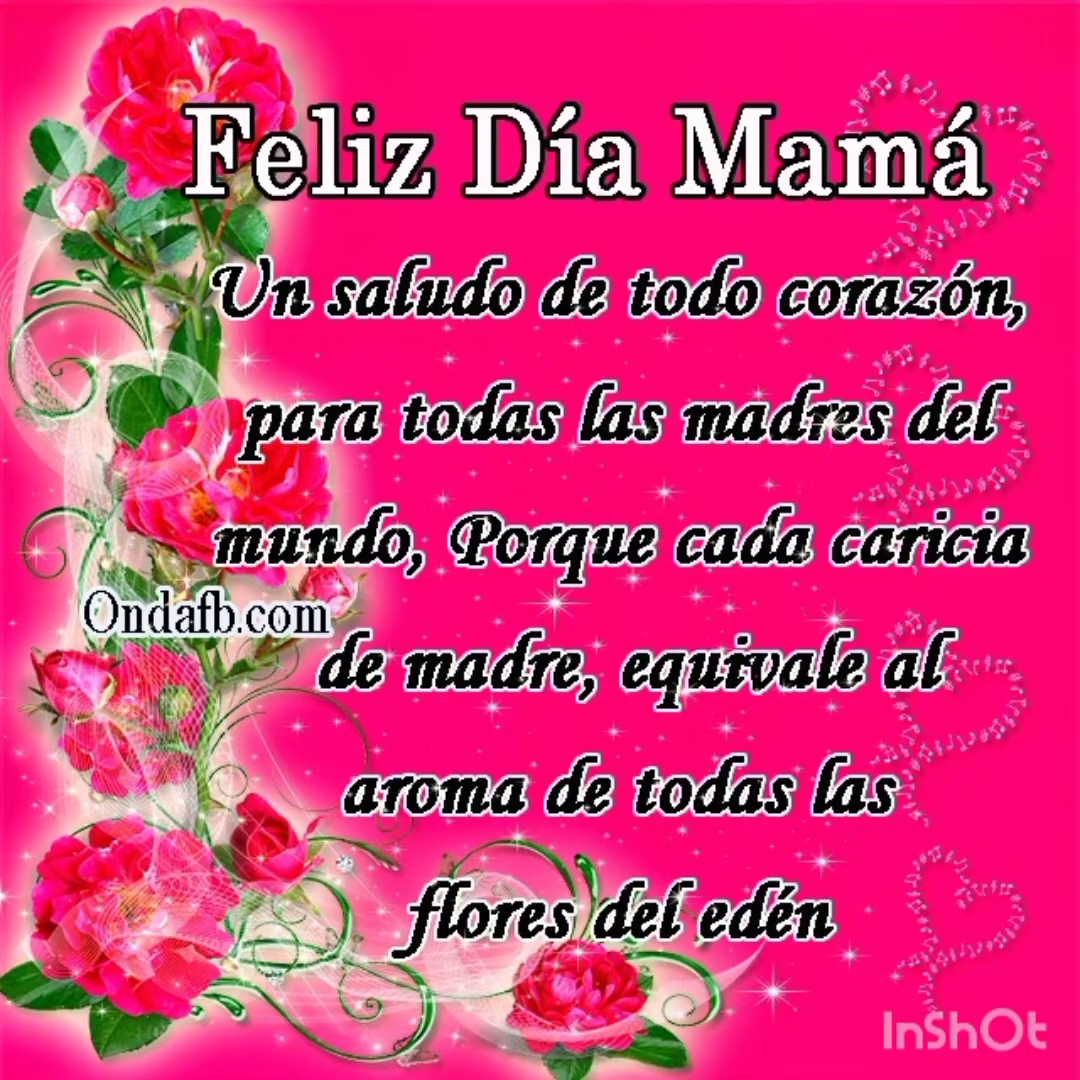 Feliz Día Mamá
Un saludo de todo corazón,
para todas las madres del
mundo, Porque cada caricia
Ondafb.com
de madre, equivale al
aroma de todas las
flores del edén
InShOt